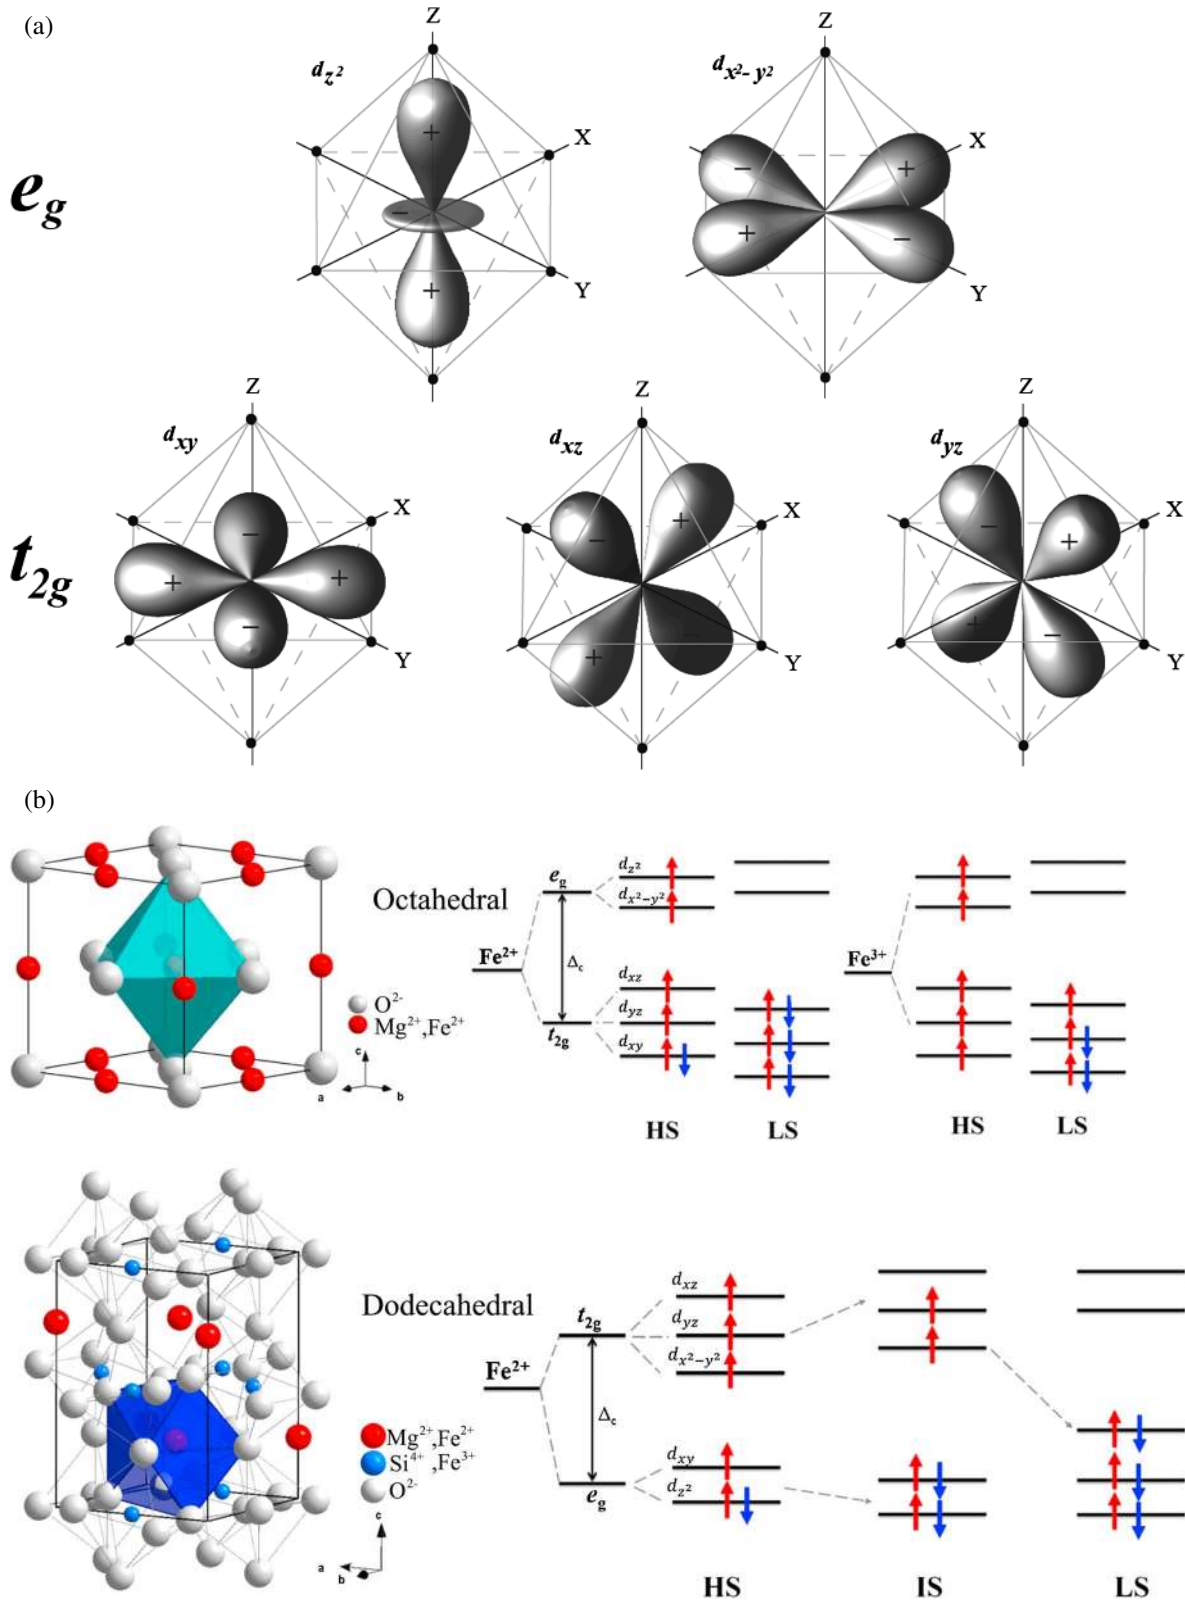 (a)
e_g
d_z²
Z
X
Y
+
−
+
d_x²−y²
Z
X
Y
−
+
+
−
t_2g
d_xy
Z
X
Y
−
+
+
−
d_xz
Z
X
Y
−
+
+
−
d_yz
Z
X
Y
−
+
+
−
(b)
O²⁻
Mg²⁺,Fe²⁺
c
a
b
Octahedral
Fe²⁺
e_g
Δ_c
t_2g
d_z²
d_x²−y²
d_xz
d_yz
d_xy
HS
LS
Fe³⁺
HS
LS
Mg²⁺,Fe²⁺
Si⁴⁺,Fe³⁺
O²⁻
c
a
b
Dodecahedral
Fe²⁺
t_2g
Δ_c
e_g
d_xz
d_yz
d_x²−y²
d_xy
d_z²
HS
IS
LS